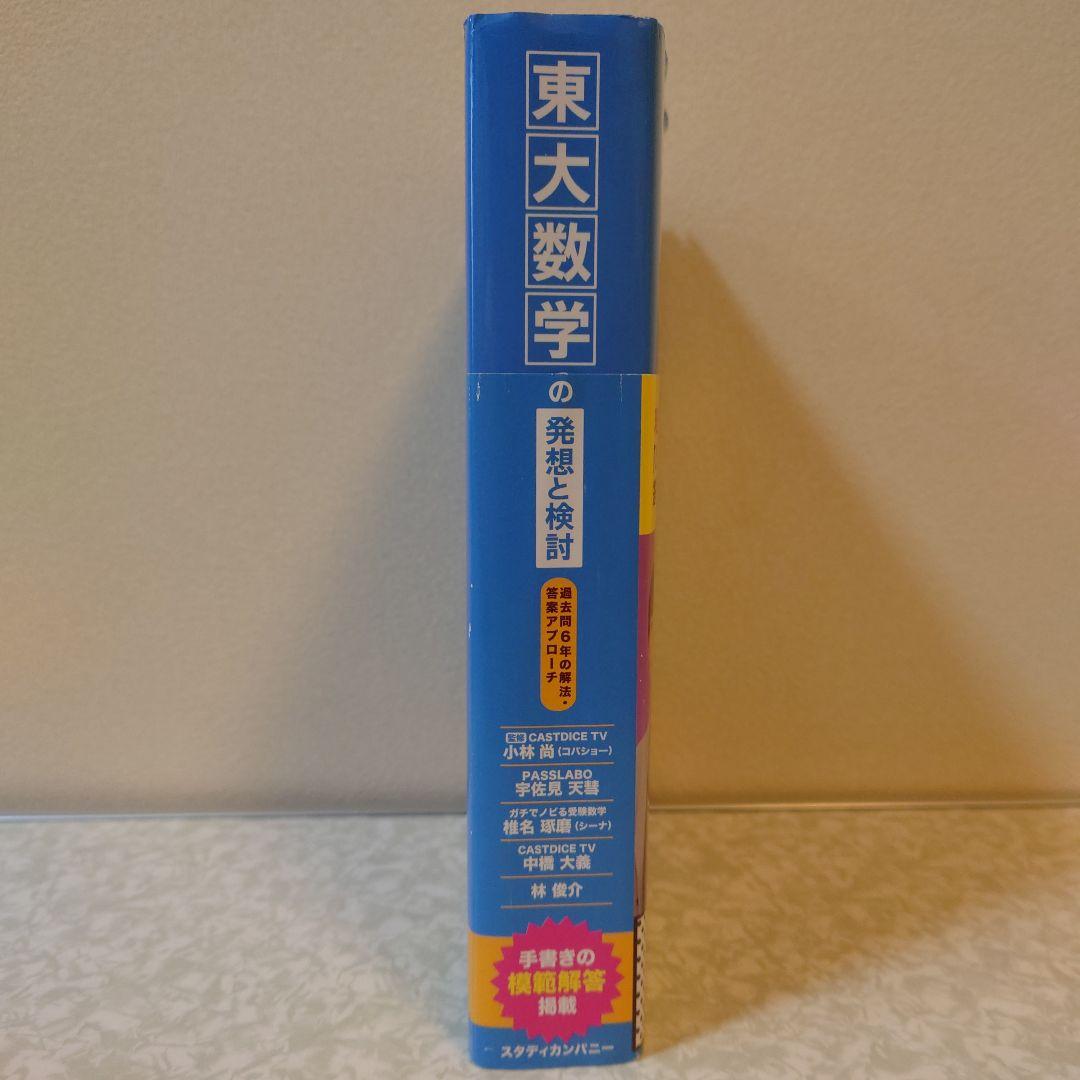 東大数学
の
発想と検討
過去問6年の解法・
答案アプローチ
監修 CASTDICE TV
小林 尚（コバショー）
PASSLABO
宇佐見 天彗
ガチでノビる受験数学
椎名 琢磨（シーナ）
CASTDICE TV
中橋 大義
林 俊介
手書きの
模範解答
掲載
スタディカンパニー